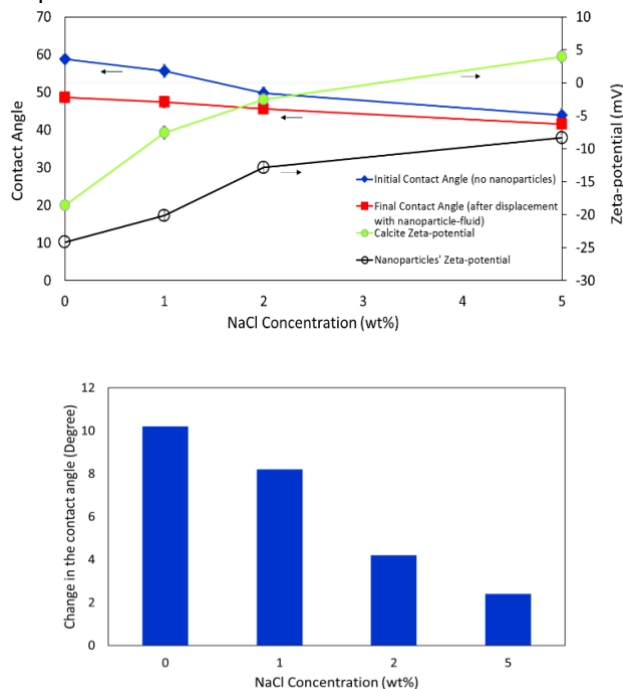 70
60
50
40
30
20
10
0
Contact Angle
10
5
0
-5
-10
-15
-20
-25
-30
Zeta-potential (mV)
Initial Contact Angle (no nanoparticles)
Final Contact Angle (after displacement
with nanoparticle-fluid)
Calcite Zeta-potential
Nanoparticles' Zeta-potential
0 1 2 3 4 5
NaCl Concentration (wt%)
12
10
8
6
4
2
0
Change in the contact angle (Degree)
0 1 2 5
NaCl Concentration (wt%)